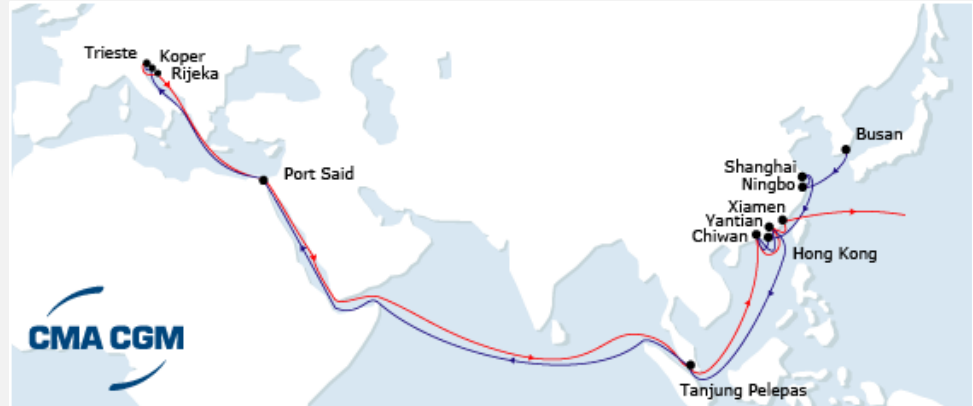 Trieste
Koper
Rijeka
Busan
Shanghai
Port Said
Ningbo
Xiamen
Yantian
Chiwan
Hong Kong
CMA CGM
Tanjung Pelepas